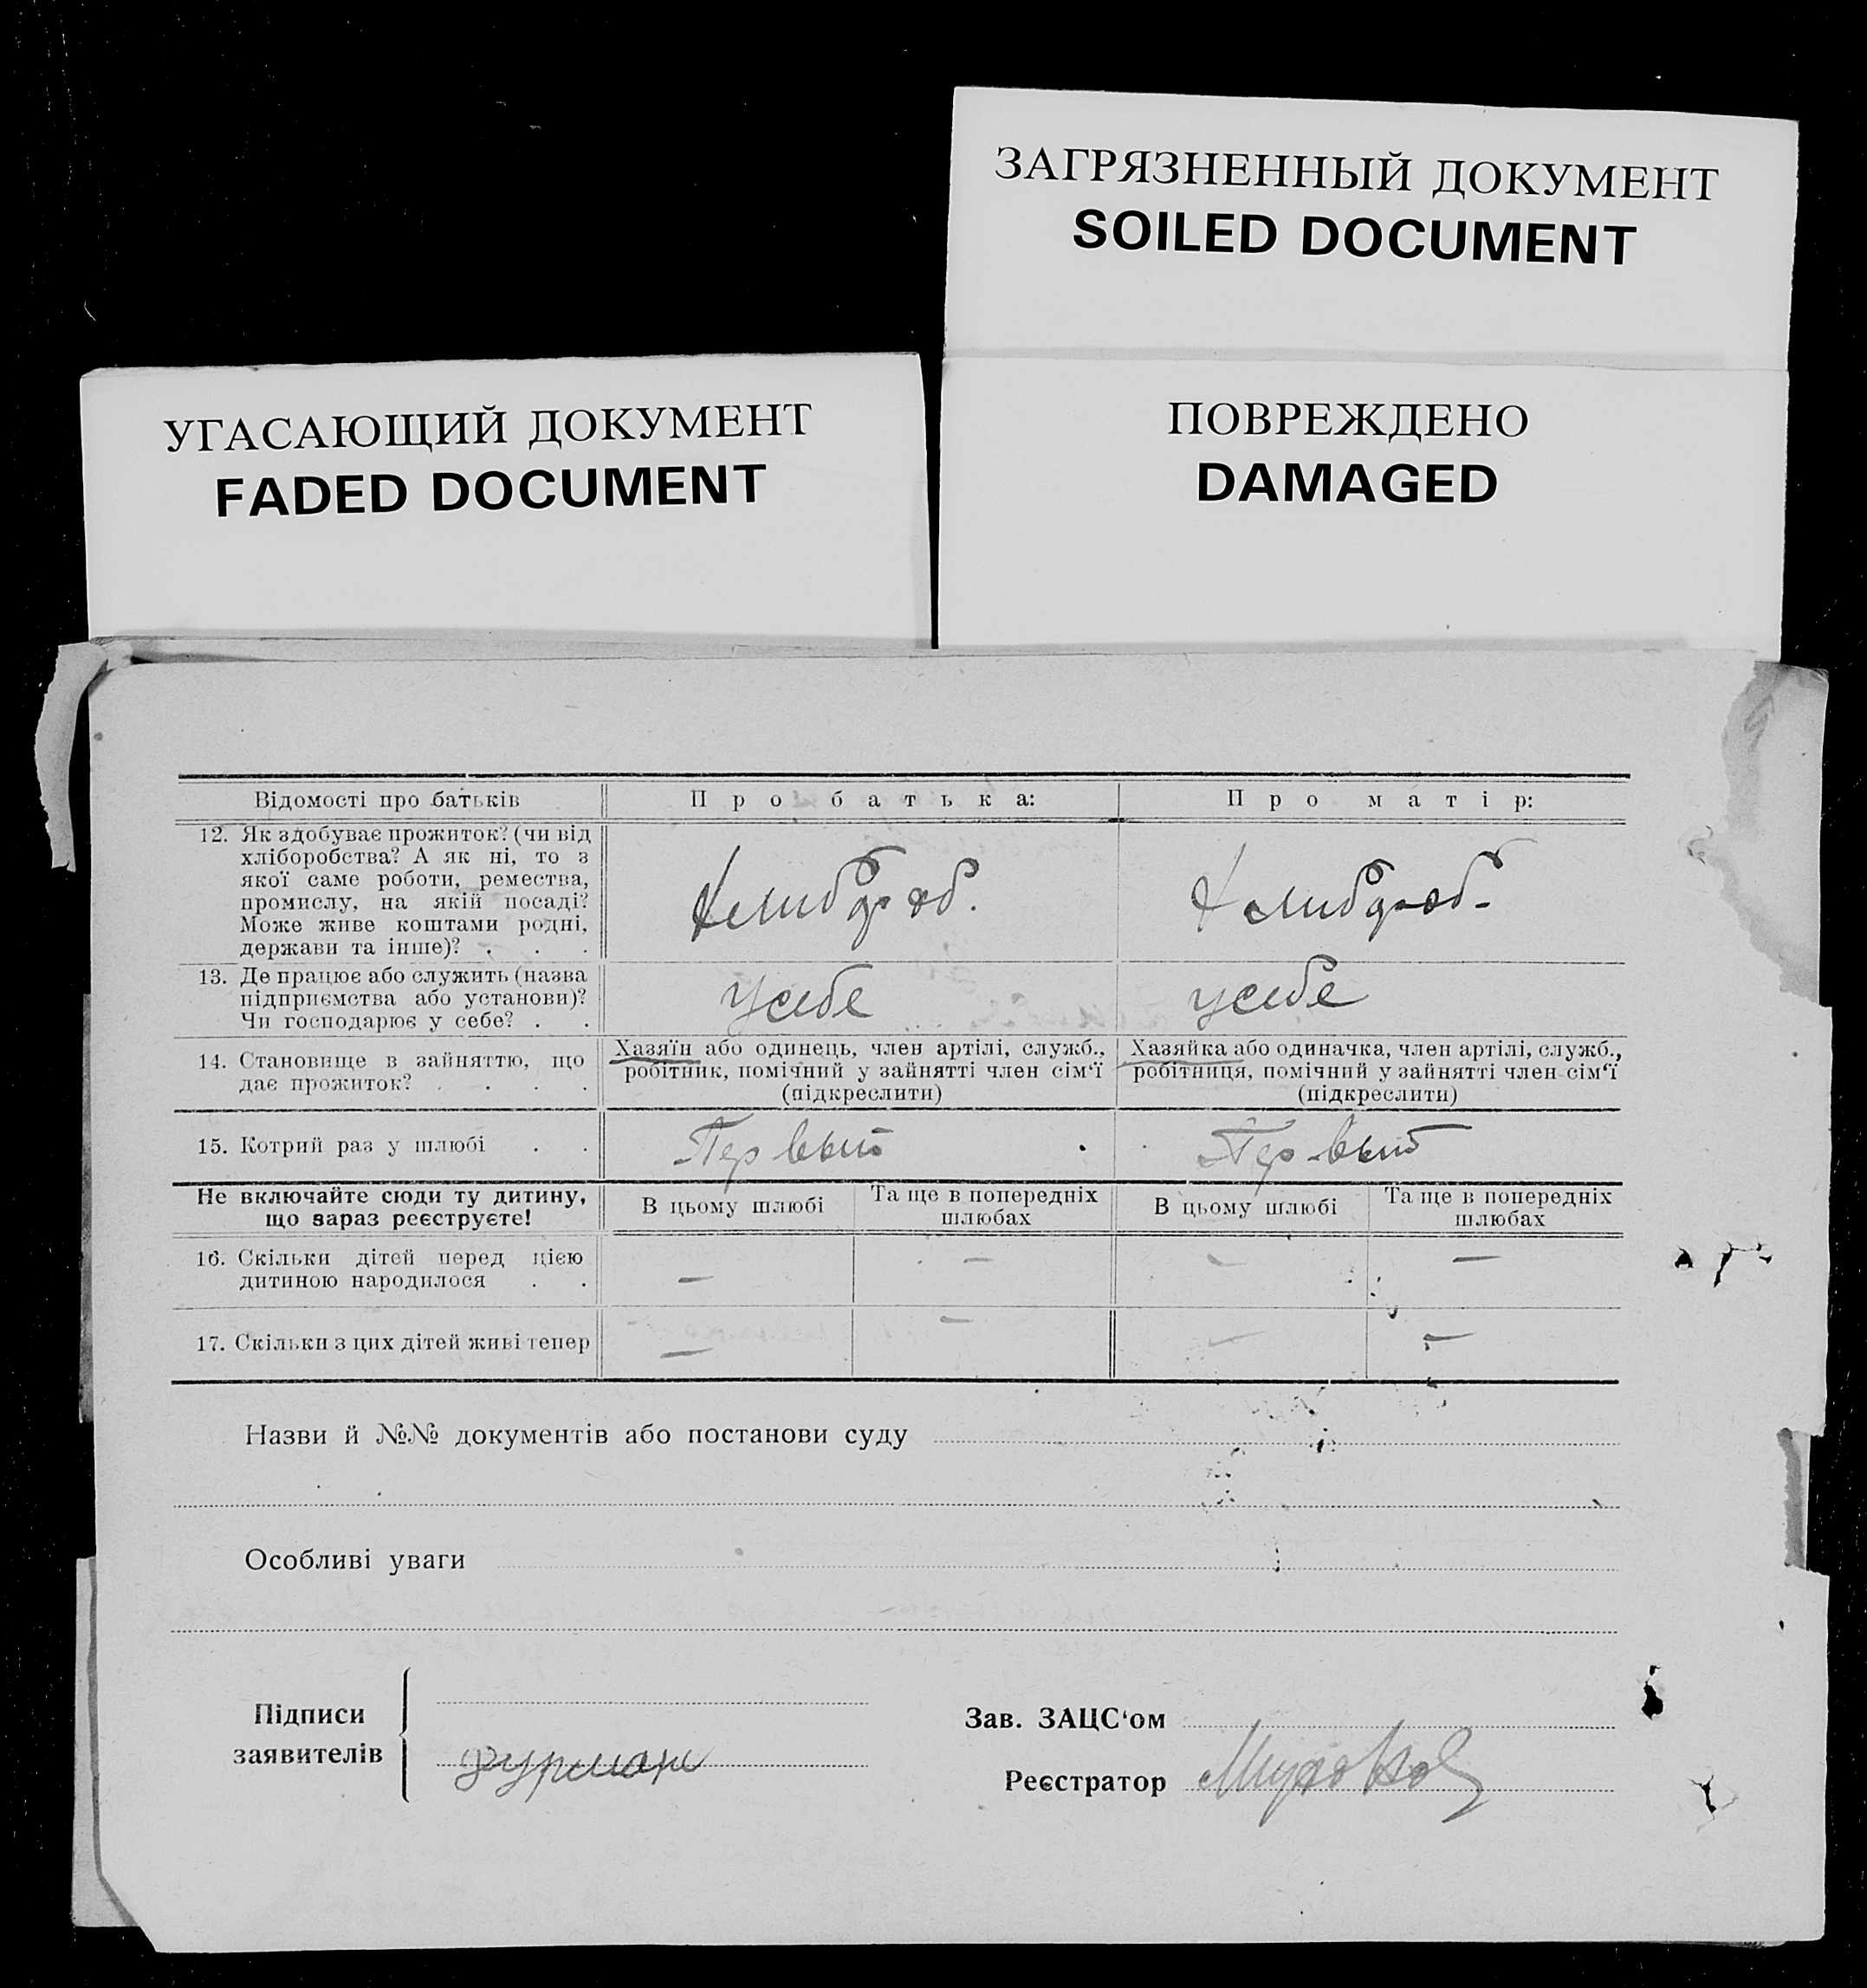 ЗАГРЯЗНЕННЫЙ ДОКУМЕНТ
SOILED DOCUMENT
УГАСАЮЩИЙ ДОКУМЕНТ
FADED DOCUMENT
ПОВРЕЖДЕНО
DAMAGED
Відомості про батьків
Про батька:
Про матір:
12. Як здобуває прожиток? (чи від
хліборобства? А як ні, то з
якої саме роботи, ремества,
промислу, на якій посаді?
Може живе коштами родні,
держави та інше)? . . .
13. Де працює або служить (назва
підприємства або установи)?
Чи господарює у себе? . .
усебе
усебе
14. Становище в зайняттю, що
дає прожиток? . . . .
Хазяїн або одинець, член артілі, служб.,
робітник, помічний у зайнятті член сім‘ї
(підкреслити)
Хазяйка або одиначка, член артілі, служб.,
робітниця, помічний у зайнятті член сім‘ї
(підкреслити)
15. Котрий раз у шлюбі . .
Первый
Первый
Не включайте сюди ту дитину,
що зараз реєструєте!
В цьому шлюбі
Та ще в попередніх
шлюбах
В цьому шлюбі
Та ще в попередніх
шлюбах
16. Скільки дітей перед цією
дитиною народилося . .
— — — —
17. Скільки з цих дітей живі тепер
— — — —
Назви й №№ документів або постанови суду
Особливі уваги
Підписи
заявителів
Фурман
Зав. ЗАЦС‘ом
Реєстратор